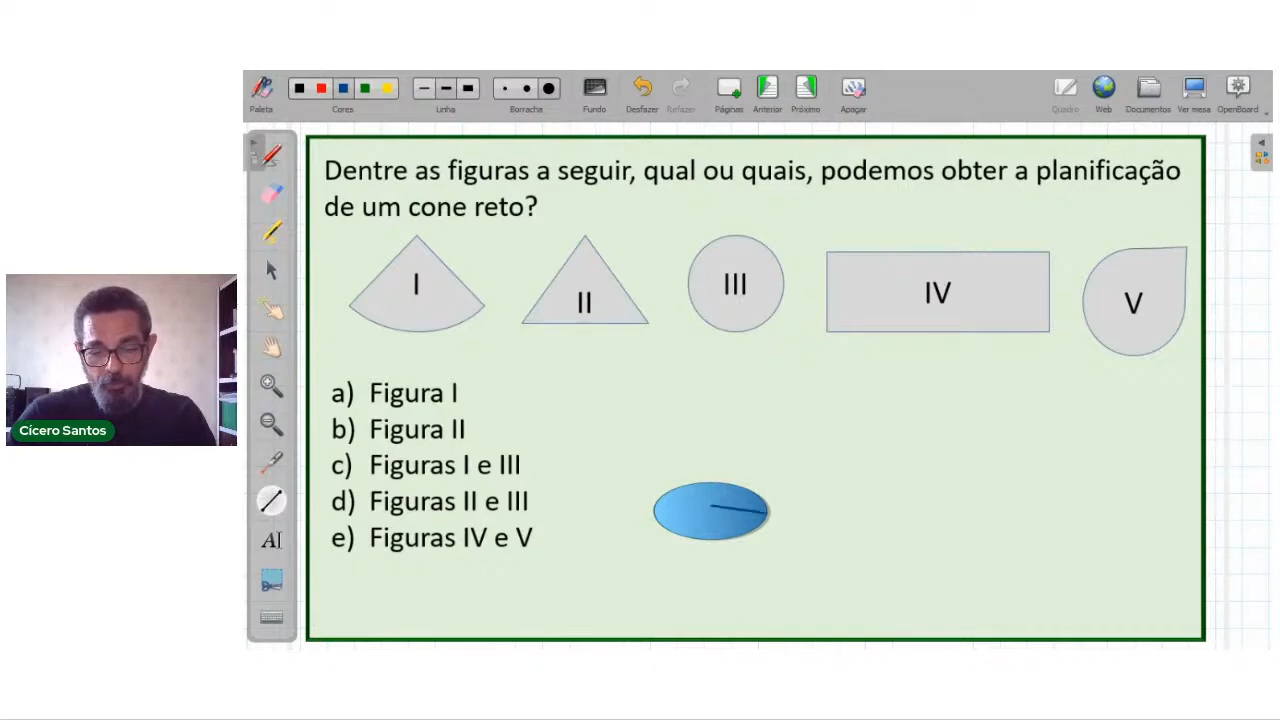 Paleta
Cores
Linha
Borracha
Fundo
Desfazer
Refazer
Páginas
Anterior
Próximo
Apagar
Quadro
Web
Documentos
Ver mesa
OpenBoard
Dentre as figuras a seguir, qual ou quais, podemos obter a planificação
de um cone reto?
I
II
III
IV
V
a) Figura I
b) Figura II
c) Figuras I e III
d) Figuras II e III
e) Figuras IV e V
AI
Cícero Santos